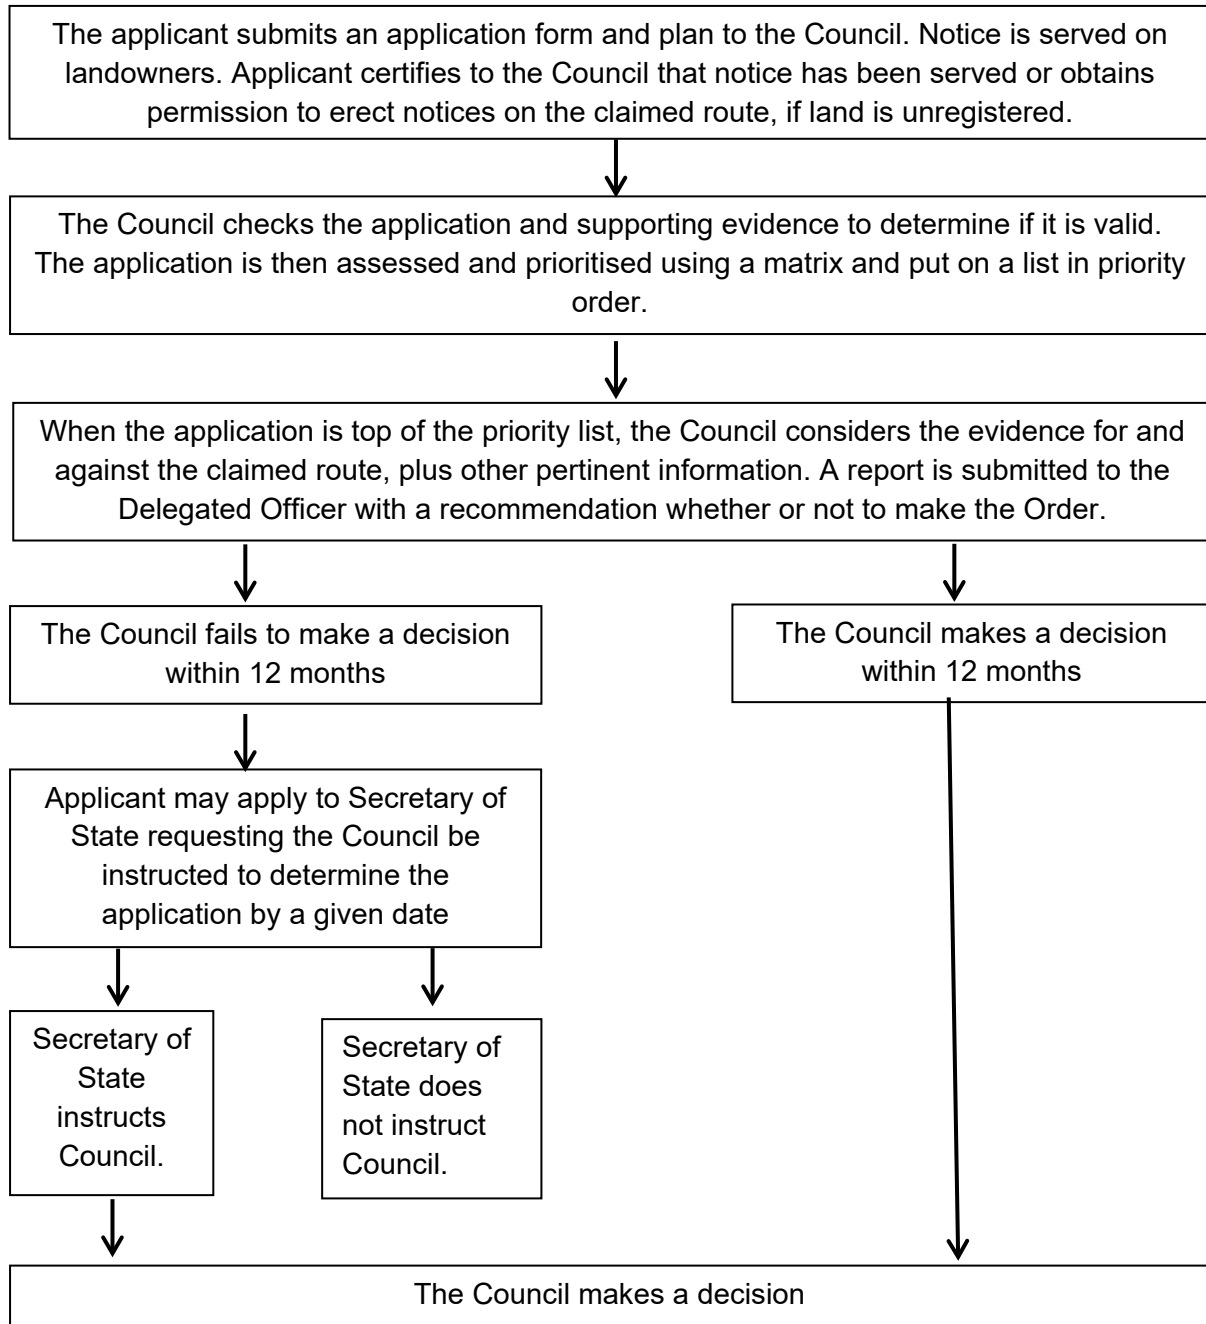 The applicant submits an application form and plan to the Council. Notice is served on
landowners. Applicant certifies to the Council that notice has been served or obtains
permission to erect notices on the claimed route, if land is unregistered.
The Council checks the application and supporting evidence to determine if it is valid.
The application is then assessed and prioritised using a matrix and put on a list in priority
order.
When the application is top of the priority list, the Council considers the evidence for and
against the claimed route, plus other pertinent information. A report is submitted to the
Delegated Officer with a recommendation whether or not to make the Order.
The Council fails to make a decision
within 12 months
The Council makes a decision
within 12 months
Applicant may apply to Secretary of
State requesting the Council be
instructed to determine the
application by a given date
Secretary of
State
instructs
Council.
Secretary of
State does
not instruct
Council.
The Council makes a decision